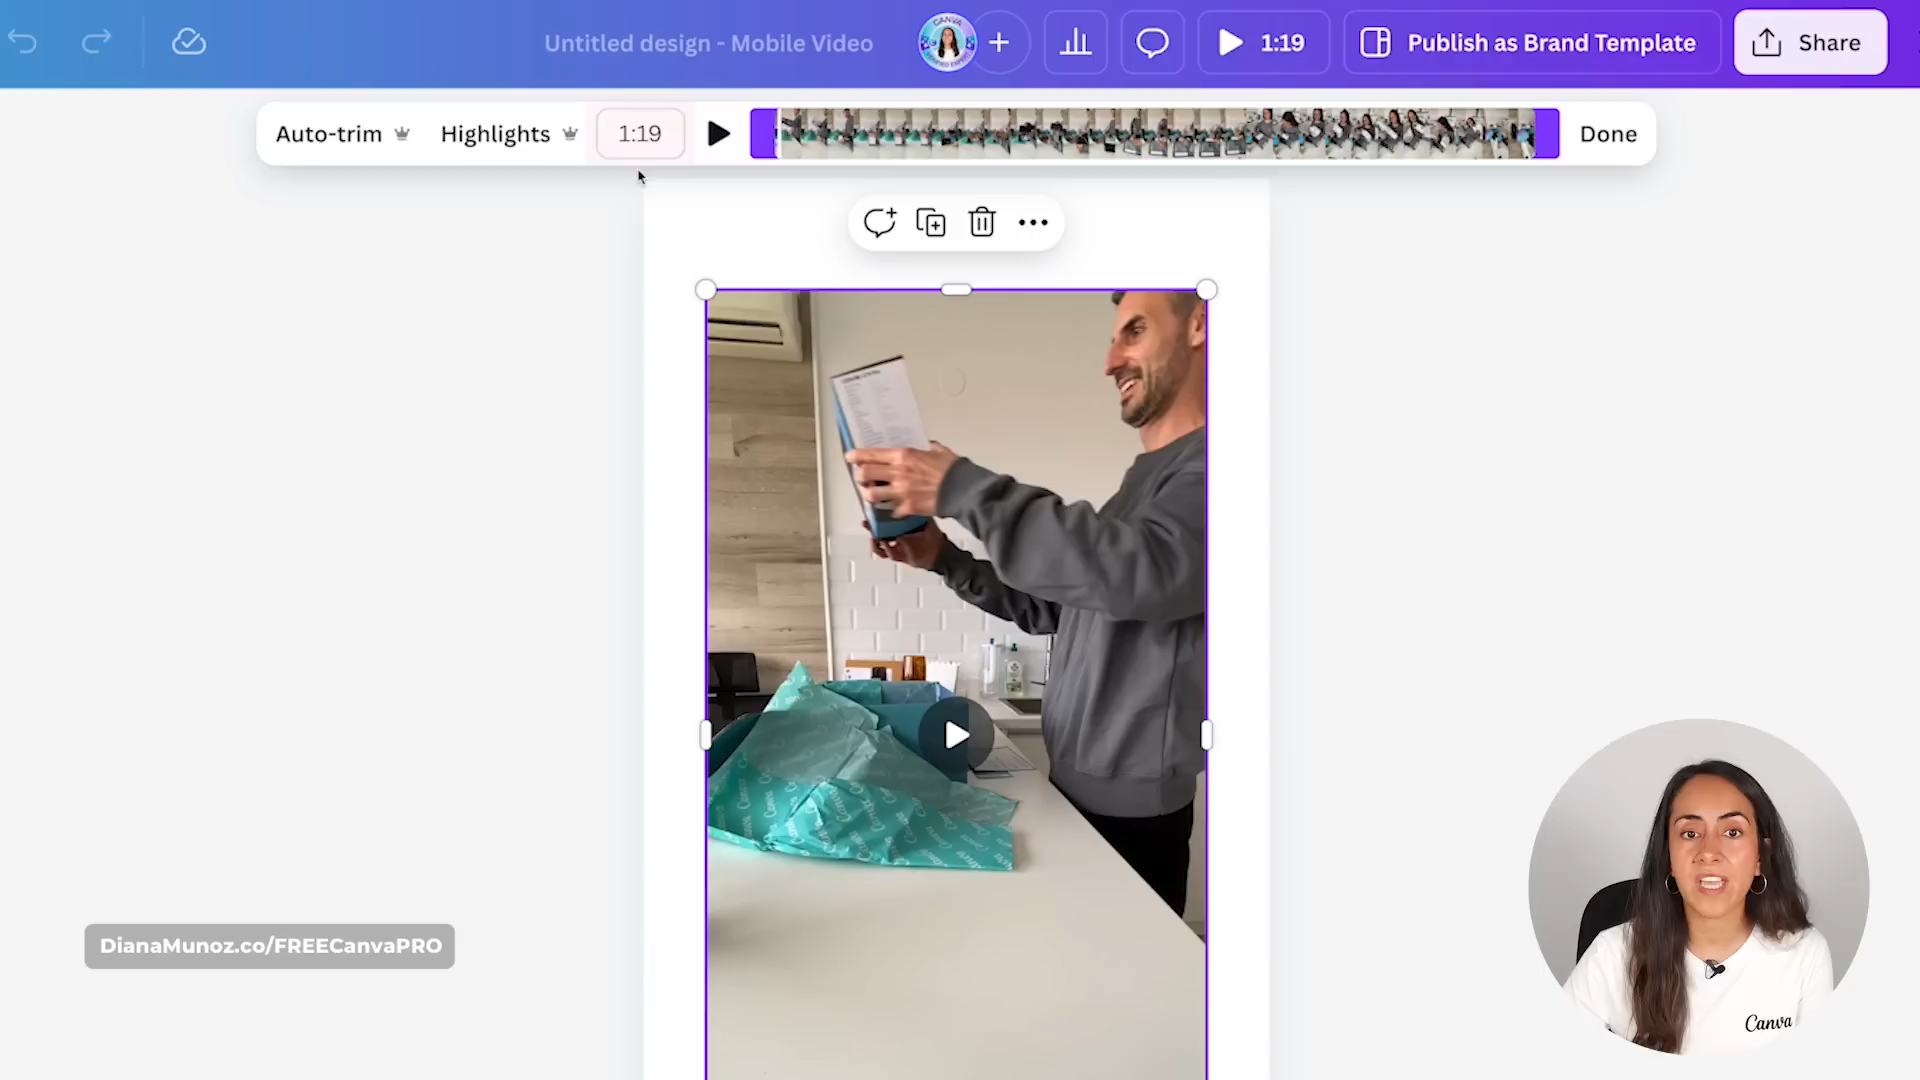 Untitled design - Mobile Video
CANVA
1:19
Publish as Brand Template
Share
Auto-trim
Highlights
1:19
Done
DianaMunoz.co/FREECanvaPRO
Canva